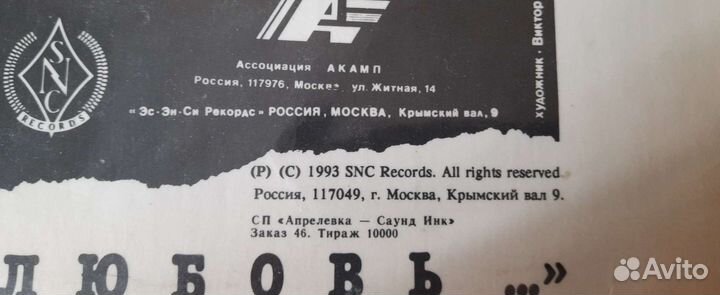 SNC
RECORDS
А
Ассоциация АКАМП
Россия, 117976, Москва ул. Житная, 14
«Эс-Эн-Си Рекордс» РОССИЯ, МОСКВА, Крымский вал, 9
художник Виктор
(P) (C) 1993 SNC Records. All rights reserved
Россия, 117049, г. Москва, Крымский вал 9.
СП «Апрелевка — Саунд Инк»
Заказ 46. Тираж 10000
ЛЮБОВЬ ...»
Avito